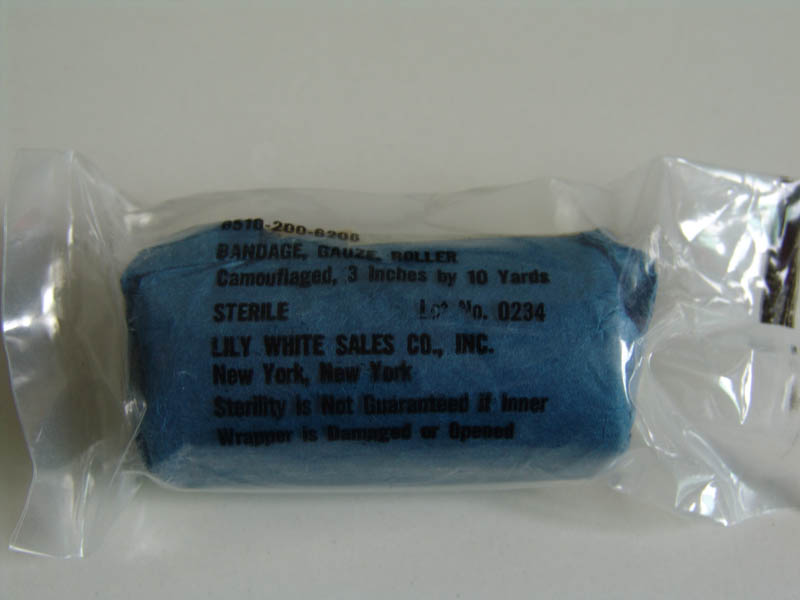 6510-200-6206
BANDAGE, GAUZE, ROLLER
Camouflaged, 3 Inches by 10 Yards
STERILE Lot No. 0234
LILY WHITE SALES CO., INC.
New York, New York
Sterility is Not Guaranteed if Inner
Wrapper is Damaged or Opened